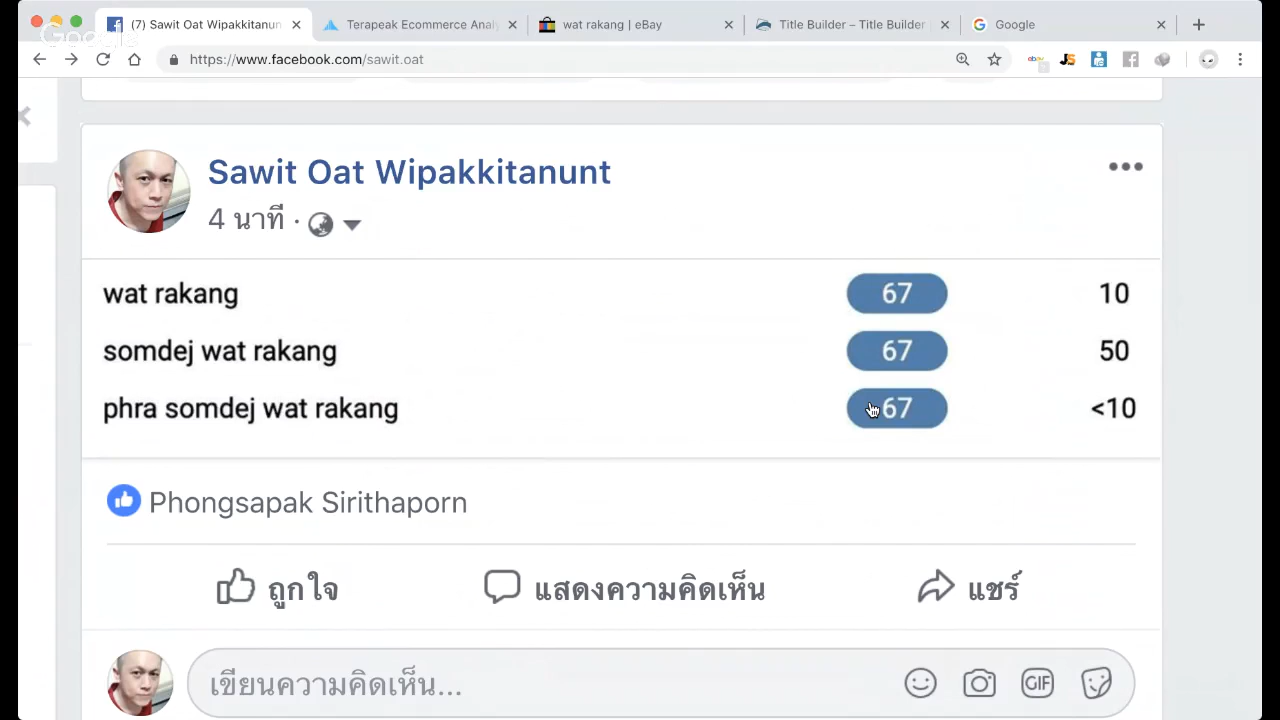 (7) Sawit Oat Wipakkitanun
Terapeak Ecommerce Anal
wat rakang | eBay
Title Builder – Title Builder
Google
Google
https://www.facebook.com/sawit.oat
Sawit Oat Wipakkitanunt
4 นาที ·
wat rakang 67 10
somdej wat rakang 67 50
phra somdej wat rakang 67 <10
Phongsapak Sirithaporn
ถูกใจ
แสดงความคิดเห็น
แชร์
เขียนความคิดเห็น...
GIF